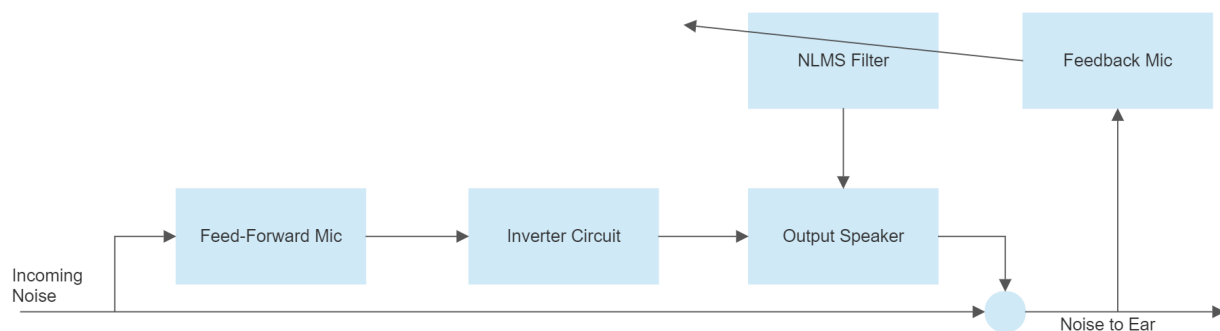 NLMS Filter
Feedback Mic
Feed-Forward Mic
Inverter Circuit
Output Speaker
Incoming
Noise
Noise to Ear